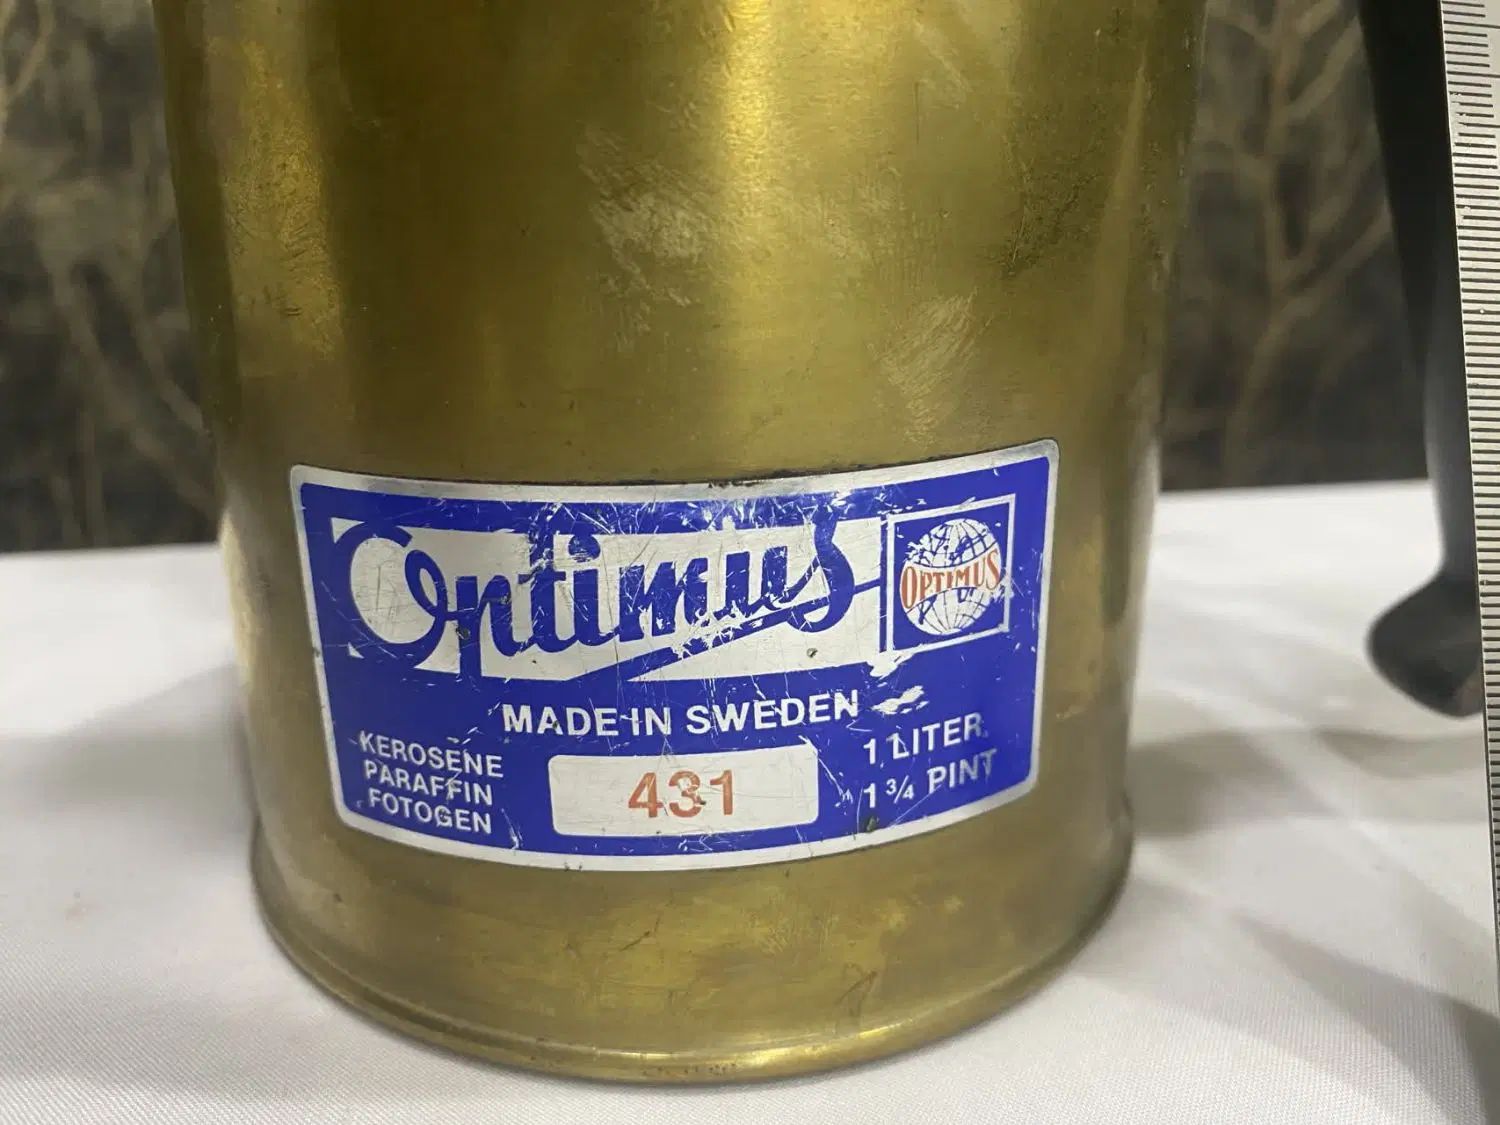 Optimus
OPTIMUS
MADE IN SWEDEN
KEROSENE
PARAFFIN
FOTOGEN
431
1 LITER
1 3/4 PINT